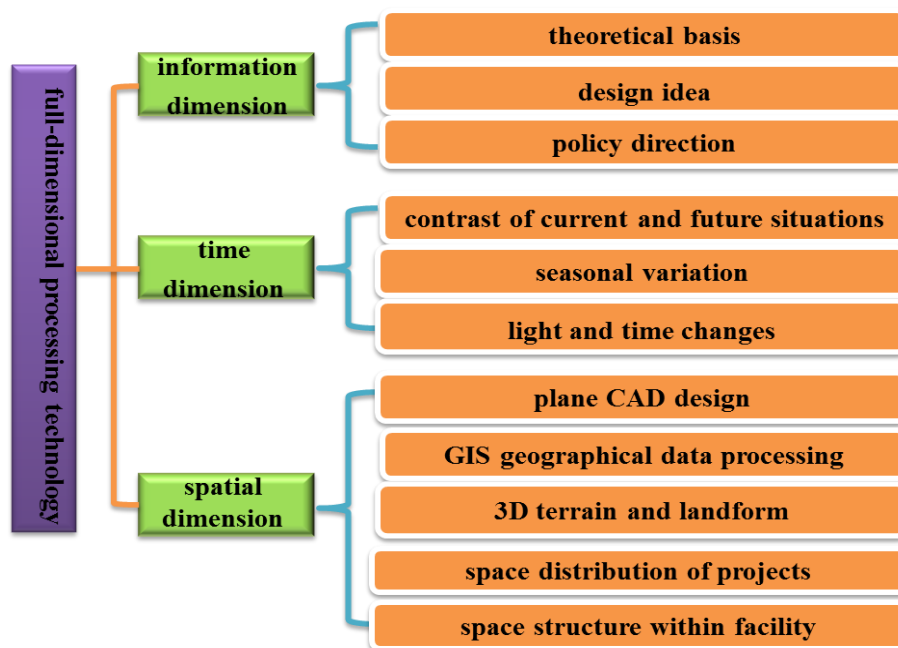 full-dimensional processing technology
information
dimension
theoretical basis
design idea
policy direction
time
dimension
contrast of current and future situations
seasonal variation
light and time changes
spatial
dimension
plane CAD design
GIS geographical data processing
3D terrain and landform
space distribution of projects
space structure within facility